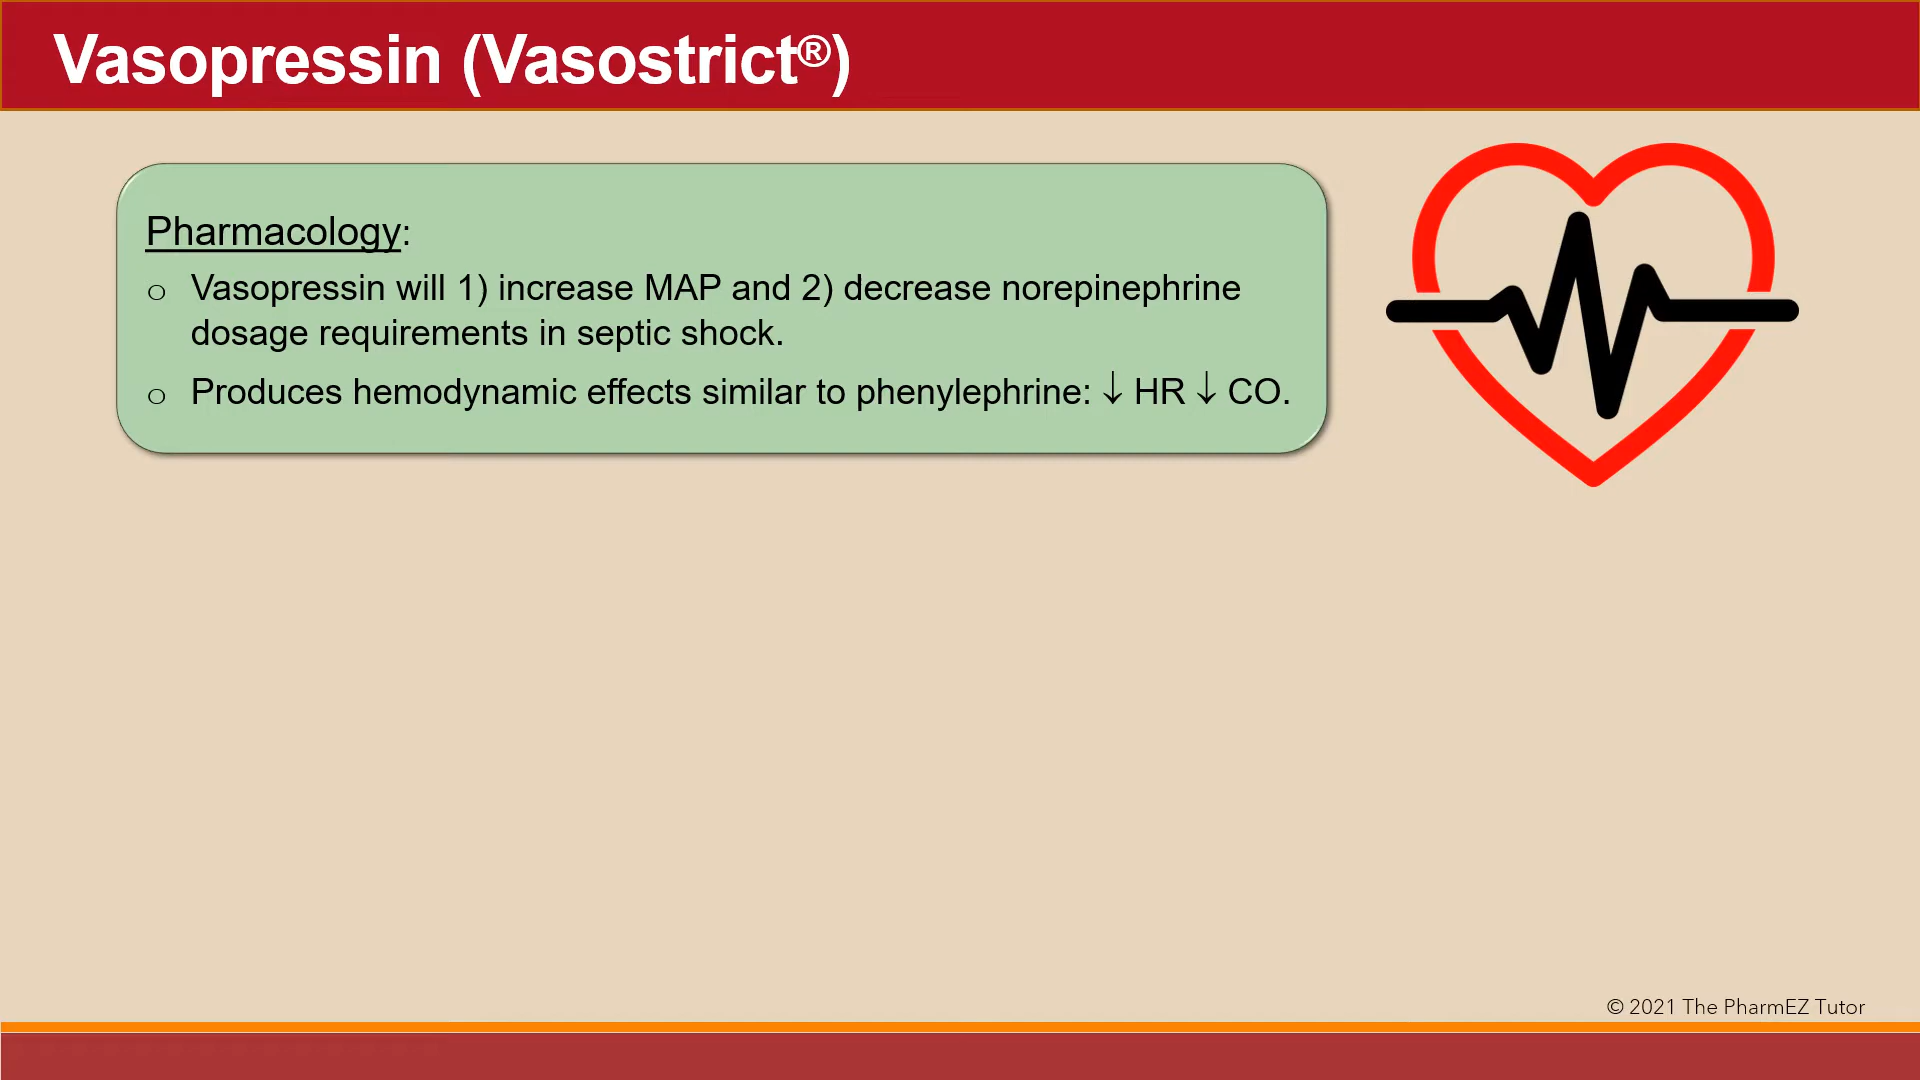 Vasopressin (Vasostrict®)
Pharmacology:
o Vasopressin will 1) increase MAP and 2) decrease norepinephrine
dosage requirements in septic shock.
o Produces hemodynamic effects similar to phenylephrine: ↓ HR ↓ CO.
© 2021 The PharmEZ Tutor